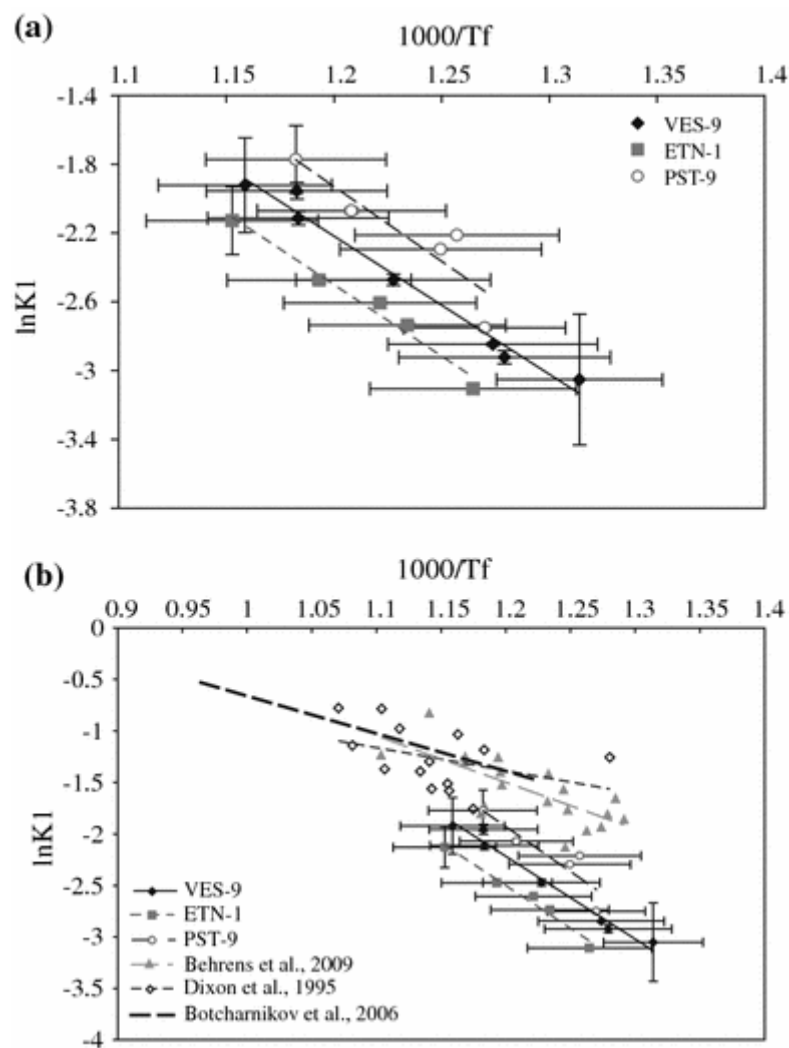 (a)
1000/Tf
1.1 1.15 1.2 1.25 1.3 1.35 1.4
-1.4
-1.8
-2.2
-2.6
-3
-3.4
-3.8
lnK1
VES-9
ETN-1
PST-9
(b)
1000/Tf
0.9 0.95 1 1.05 1.1 1.15 1.2 1.25 1.3 1.35 1.4
0
-0.5
-1
-1.5
-2
-2.5
-3
-3.5
-4
lnK1
VES-9
ETN-1
PST-9
Behrens et al., 2009
Dixon et al., 1995
Botcharnikov et al., 2006